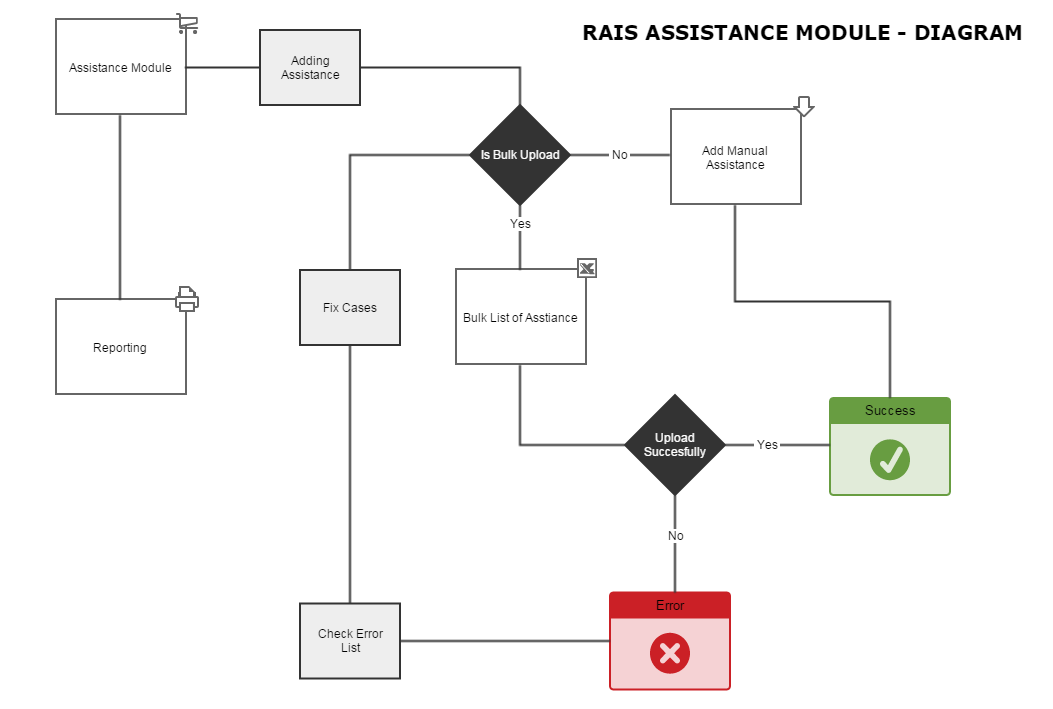 RAIS ASSISTANCE MODULE - DIAGRAM
Assistance Module
Adding
Assistance
Is Bulk Upload
No
Add Manual
Assistance
Yes
Fix Cases
Bulk List of Asstiance
Reporting
Upload
Succesfully
Yes
Success
No
Error
Check Error
List